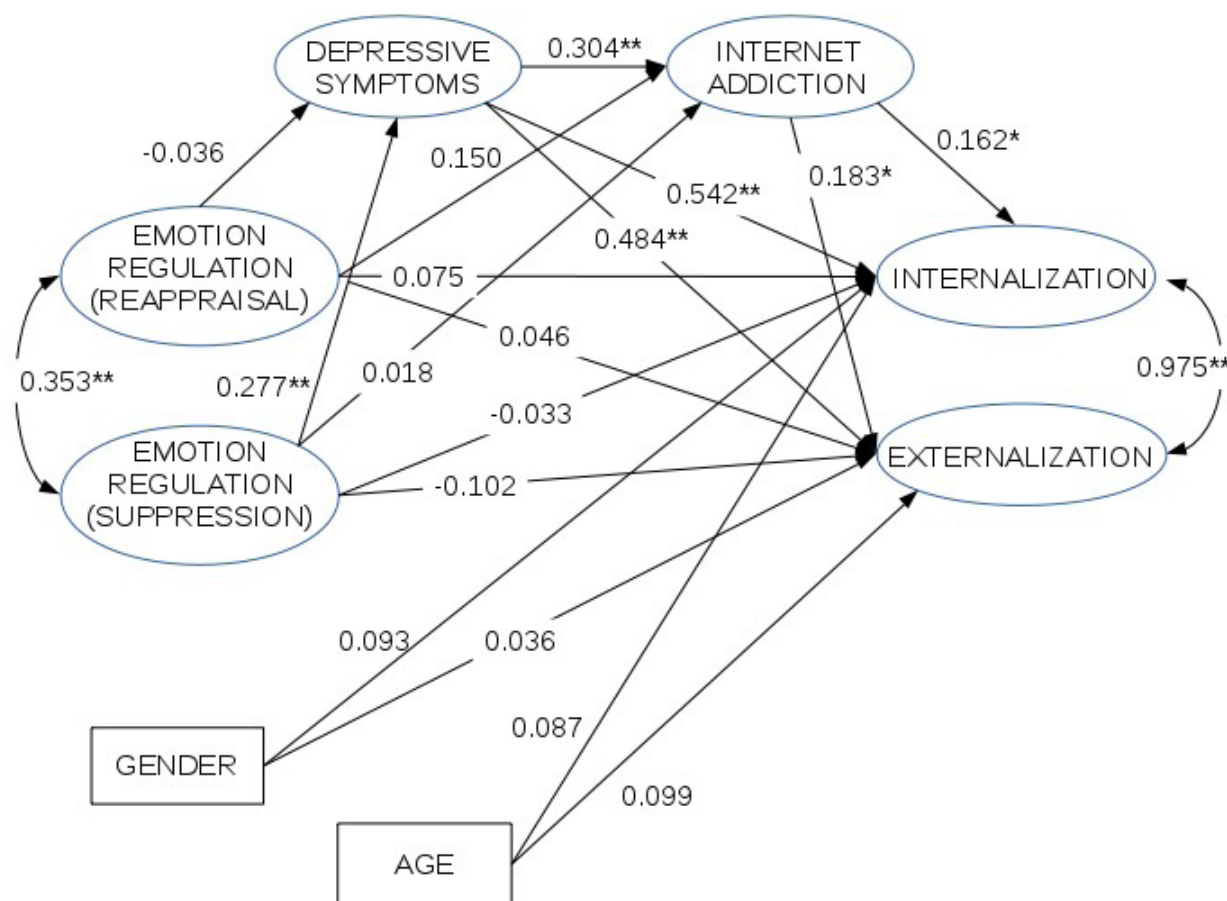 DEPRESSIVE
SYMPTOMS
0.304**
INTERNET
ADDICTION
-0.036
0.150
0.162*
0.183*
0.542**
0.484**
EMOTION
REGULATION
(REAPPRAISAL)
0.075
INTERNALIZATION
0.046
0.353**
0.277**
0.018
0.975**
-0.033
EMOTION
REGULATION
(SUPPRESSION)
-0.102
EXTERNALIZATION
0.093
0.036
0.087
GENDER
0.099
AGE